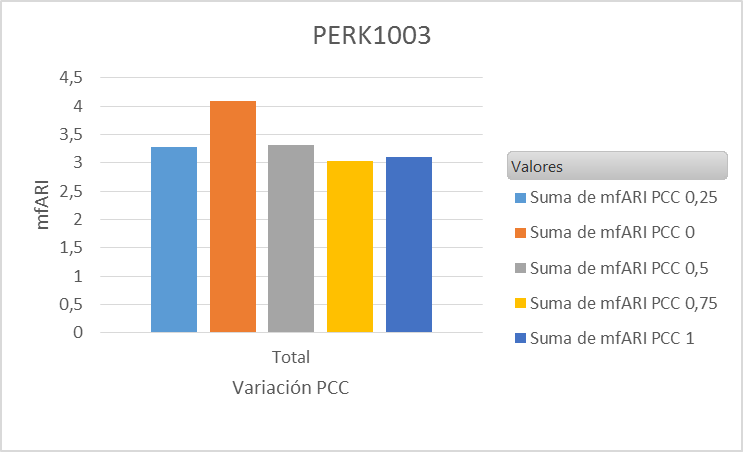 PERK1003
4,5
4
3,5
3
2,5
2
1,5
1
0,5
0
mfARI
Total
Variación PCC
Valores
Suma de mfARI PCC 0,25
Suma de mfARI PCC 0
Suma de mfARI PCC 0,5
Suma de mfARI PCC 0,75
Suma de mfARI PCC 1